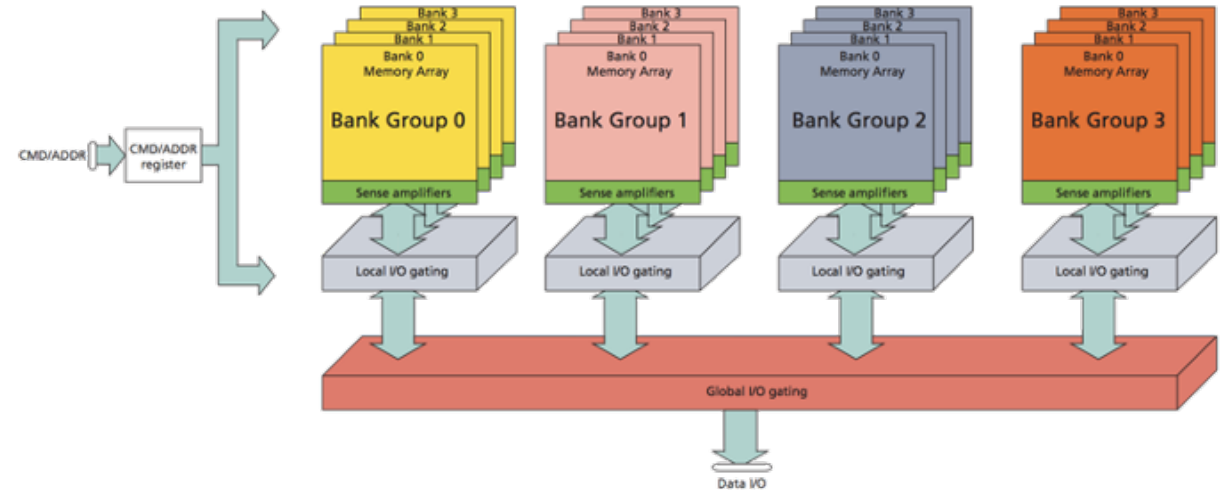 Bank 3
Bank 2
Bank 1
Bank 0
Memory Array
Bank Group 0
Sense amplifiers
Local I/O gating
Bank 3
Bank 2
Bank 1
Bank 0
Memory Array
Bank Group 1
Sense amplifiers
Local I/O gating
Bank 3
Bank 2
Bank 1
Bank 0
Memory Array
Bank Group 2
Sense amplifiers
Local I/O gating
Bank 3
Bank 2
Bank 1
Bank 0
Memory Array
Bank Group 3
Sense amplifiers
Local I/O gating
CMD/ADDR
CMD/ADDR
register
Global I/O gating
Data I/O